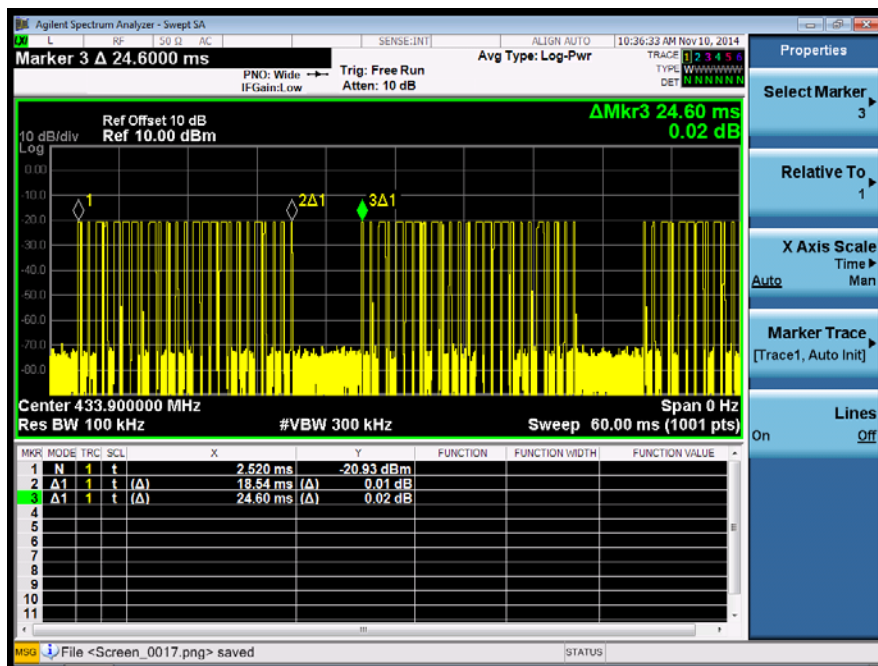 Agilent Spectrum Analyzer - Swept SA
LXI L RF 50 Ω AC SENSE:INT ALIGN AUTO 10:36:33 AM Nov 10, 2014
Marker 3 Δ 24.6000 ms
PNO: Wide
IFGain:Low
Trig: Free Run
Atten: 10 dB
Avg Type: Log-Pwr
TRACE 1 2 3 4 5 6
TYPE WWWWWW
DET N N N N N N
Ref Offset 10 dB
Ref 10.00 dBm
10 dB/div
Log
ΔMkr3 24.60 ms
0.02 dB
0.00
-10.0
-20.0
-30.0
-40.0
-50.0
-60.0
-70.0
-80.0
1
2Δ1
3Δ1
Center 433.900000 MHz
Span 0 Hz
Res BW 100 kHz
#VBW 300 kHz
Sweep 60.00 ms (1001 pts)
MKR MODE TRC SCL X Y FUNCTION FUNCTION WIDTH FUNCTION VALUE
1 N 1 t 2.520 ms -20.93 dBm
2 Δ1 1 t (Δ) 18.54 ms (Δ) 0.01 dB
3 Δ1 1 t (Δ) 24.60 ms (Δ) 0.02 dB
4
5
6
7
8
9
10
11
MSG File <Screen_0017.png> saved
STATUS
Properties
Select Marker
3
Relative To
1
X Axis Scale
Time
Auto Man
Marker Trace
[Trace1, Auto Init]
Lines
On Off